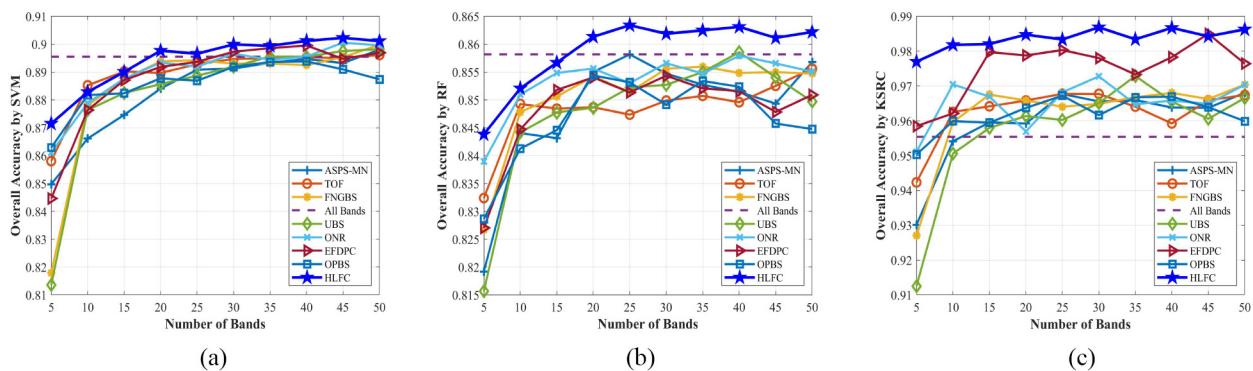 0.91
0.9
0.89
0.88
0.87
0.86
0.85
0.84
0.83
0.82
0.81
Overall Accuracy by SVM
5 10 15 20 25 30 35 40 45 50
Number of Bands
ASPS-MN
TOF
FNGBS
All Bands
UBS
ONR
EFDPC
OPBS
HLFC
(a)
0.865
0.86
0.855
0.85
0.845
0.84
0.835
0.83
0.825
0.82
0.815
Overall Accuracy by RF
5 10 15 20 25 30 35 40 45 50
Number of Bands
ASPS-MN
TOF
FNGBS
All Bands
UBS
ONR
EFDPC
OPBS
HLFC
(b)
0.99
0.98
0.97
0.96
0.95
0.94
0.93
0.92
0.91
Overall Accuracy by KSRC
5 10 15 20 25 30 35 40 45 50
Number of Bands
ASPS-MN
TOF
FNGBS
All Bands
UBS
ONR
EFDPC
OPBS
HLFC
(c)